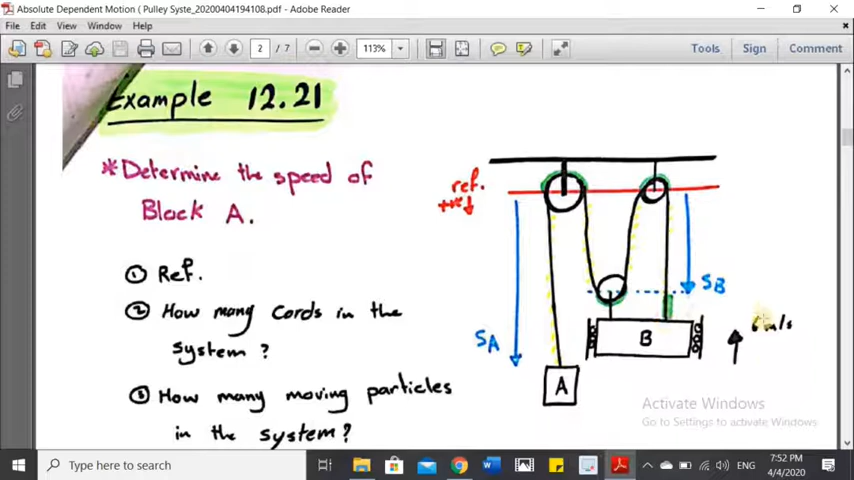 Absolute Dependent Motion ( Pulley Syste_20200404194108.pdf - Adobe Reader
File Edit View Window Help
2 / 7
113%
Tools
Sign
Comment
Example 12.21
*Determine the speed of
Block A.
① Ref.
② How many Cords in the
system ?
③ How many moving particles
in the system?
ref.
+ve ↓
SA
SB
A
B
Activate Windows
Go to Settings to activate Windows.
Type here to search
ENG
7:52 PM
4/4/2020